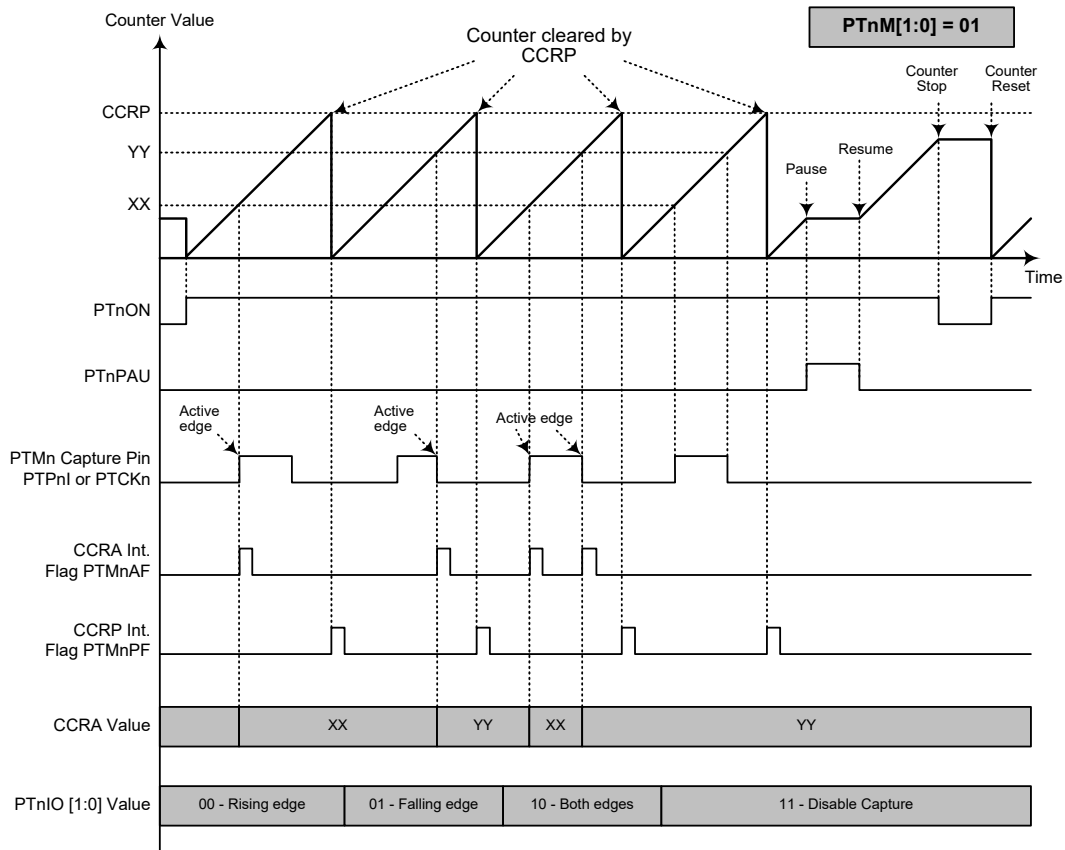 Counter Value
PTnM[1:0] = 01
Counter cleared by
CCRP
Counter
Stop
Counter
Reset
CCRP
YY
XX
Pause
Resume
Time
PTnON
PTnPAU
Active
edge
Active
edge
Active edge
PTMn Capture Pin
PTPnI or PTCKn
CCRA Int.
Flag PTMnAF
CCRP Int.
Flag PTMnPF
CCRA Value
XX
YY
XX
YY
PTnIO [1:0] Value
00 - Rising edge
01 - Falling edge
10 - Both edges
11 - Disable Capture